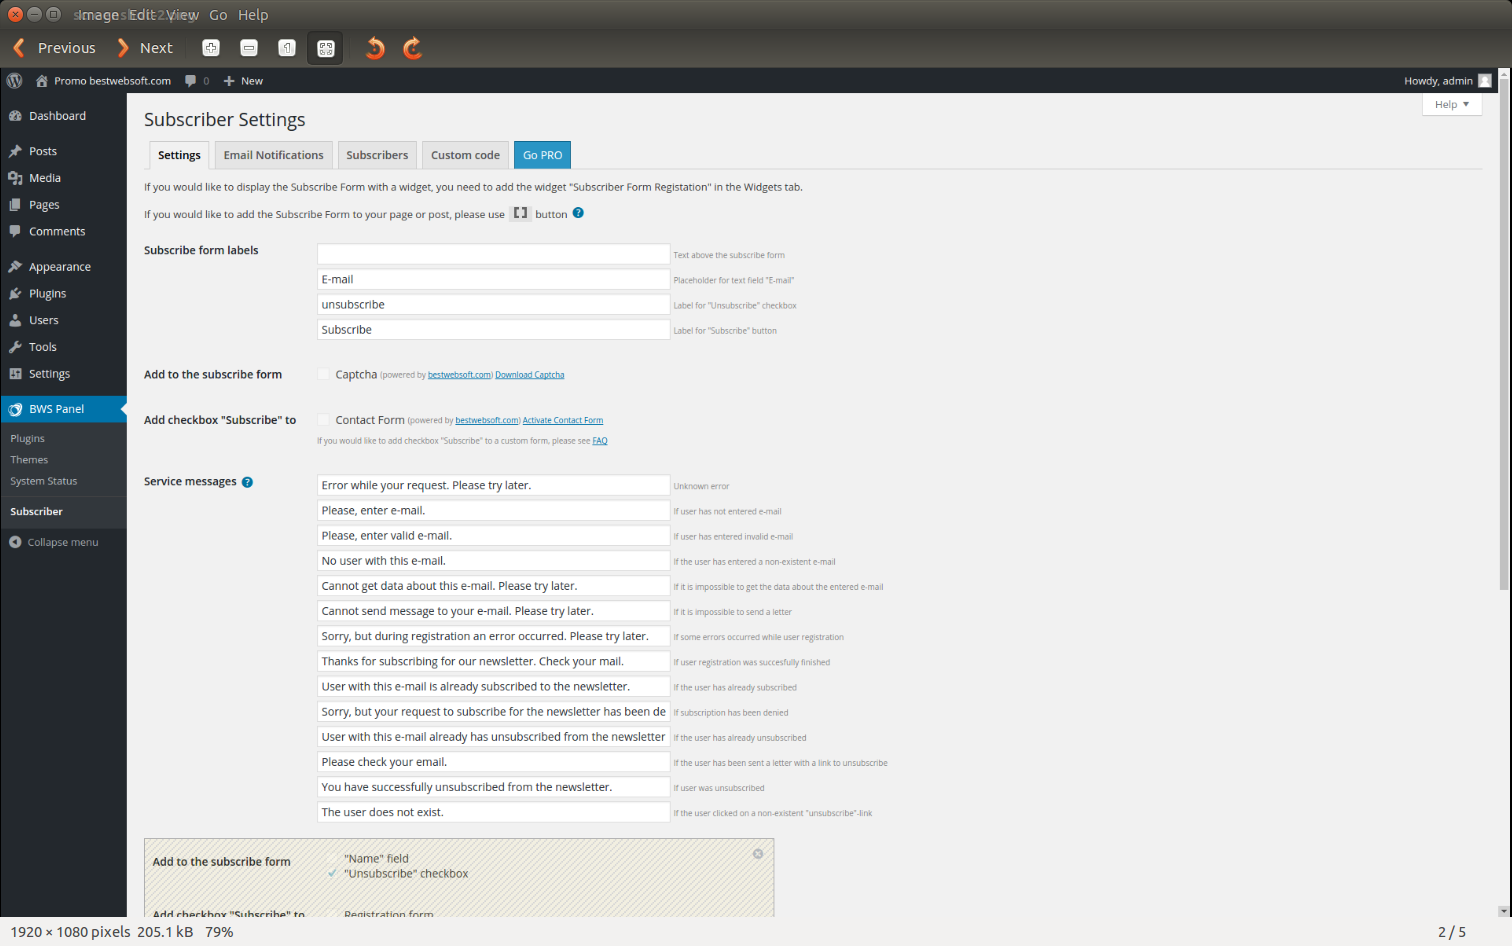 Image Edit View Go Help
Previous Next
Promo bestwebsoft.com 0 New Howdy, admin
Help
Dashboard
Posts
Media
Pages
Comments
Appearance
Plugins
Users
Tools
Settings
BWS Panel
Plugins
Themes
System Status
Subscriber
Collapse menu
Subscriber Settings
Settings Email Notifications Subscribers Custom code Go PRO
If you would like to display the Subscribe Form with a widget, you need to add the widget "Subscriber Form Registation" in the Widgets tab.
If you would like to add the Subscribe Form to your page or post, please use [] button ?
Subscribe form labels
Text above the subscribe form
E-mail Placeholder for text field "E-mail"
unsubscribe Label for "Unsubscribe" checkbox
Subscribe Label for "Subscribe" button
Add to the subscribe form Captcha (powered by bestwebsoft.com) Download Captcha
Add checkbox "Subscribe" to Contact Form (powered by bestwebsoft.com) Activate Contact Form
If you would like to add checkbox "Subscribe" to a custom form, please see FAQ
Service messages ?
Error while your request. Please try later. Unknown error
Please, enter e-mail. If user has not entered e-mail
Please, enter valid e-mail. If user has entered invalid e-mail
No user with this e-mail. If the user has entered a non-existent e-mail
Cannot get data about this e-mail. Please try later. If it is impossible to get the data about the entered e-mail
Cannot send message to your e-mail. Please try later. If it is impossible to send a letter
Sorry, but during registration an error occurred. Please try later. If some errors occurred while user registration
Thanks for subscribing for our newsletter. Check your mail. If user registration was succesfully finished
User with this e-mail is already subscribed to the newsletter. If the user has already subscribed
Sorry, but your request to subscribe for the newsletter has been de If subscription has been denied
User with this e-mail already has unsubscribed from the newsletter If the user has already unsubscribed
Please check your email. If the user has been sent a letter with a link to unsubscribe
You have successfully unsubscribed from the newsletter. If user was unsubscribed
The user does not exist. If the user clicked on a non-existent "unsubscribe"-link
Add to the subscribe form "Name" field
"Unsubscribe" checkbox
Add checkbox "Subscribe" to Registration form
1920 × 1080 pixels 205.1 kB 79% 2 / 5